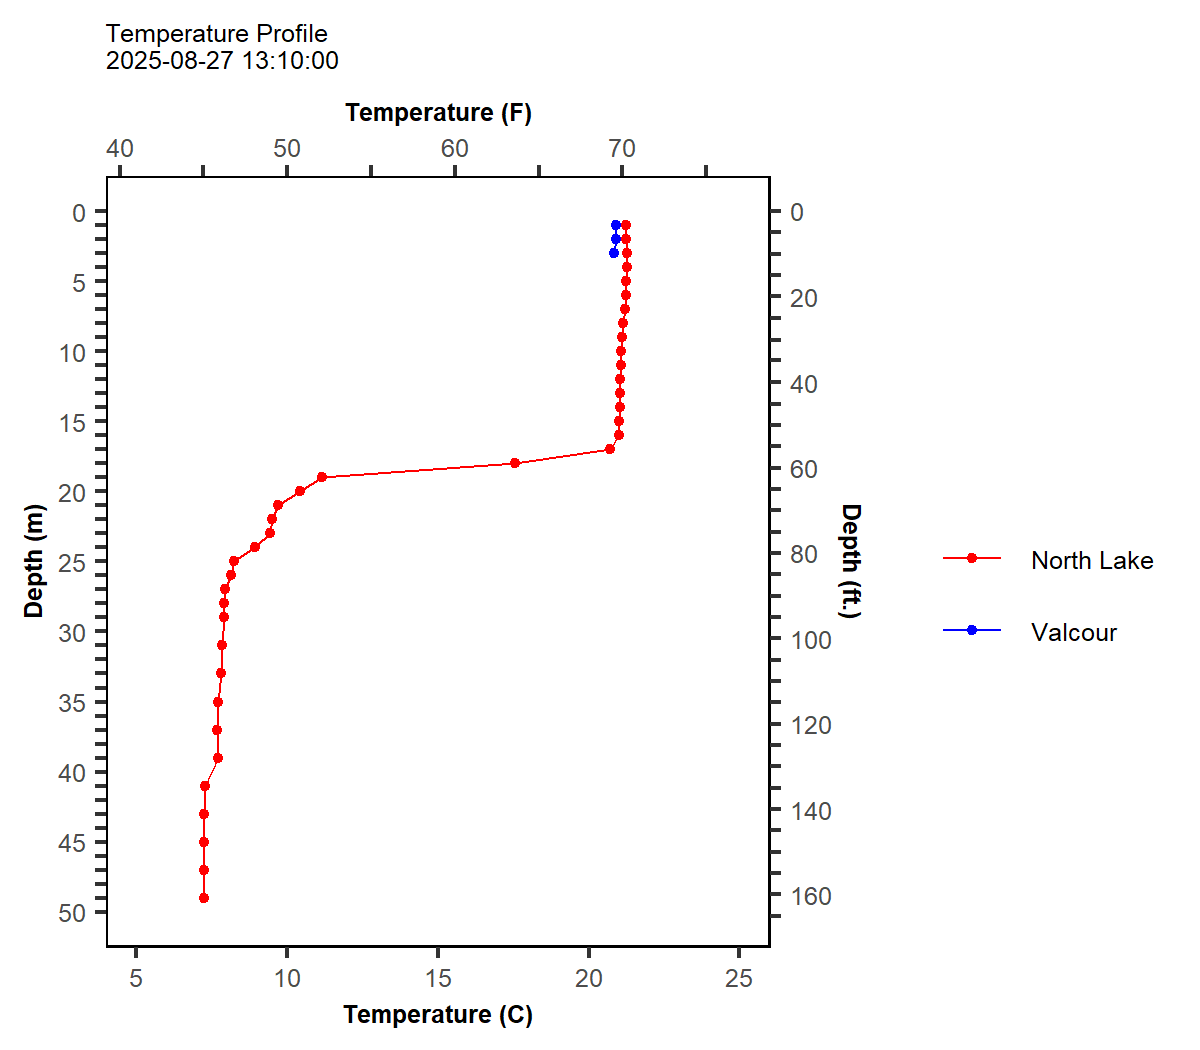 Temperature Profile
2025-08-27 13:10:00
Temperature (F)
40 50 60 70
0
5
10
15
20
25
30
35
40
45
50
Depth (m)
0
20
40
60
80
100
120
140
160
Depth (ft.)
North Lake
Valcour
5 10 15 20 25
Temperature (C)